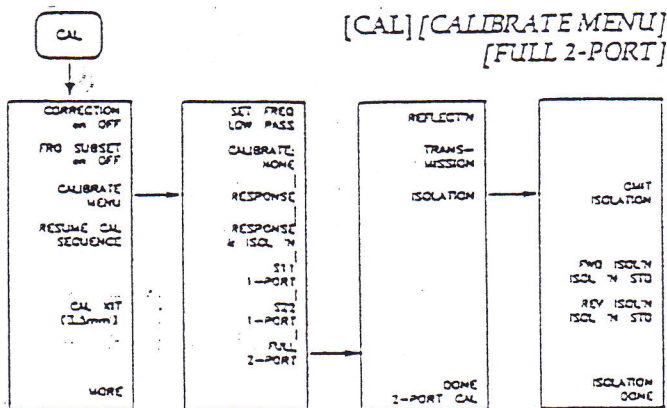 CAL
[CAL] [CALIBRATE MENU]
[FULL 2-PORT]
CORRECTION
on OFF
FRQ SUBSET
on OFF
CALIBRATE
MENU
RESUME CAL
SEQUENCE
CAL KIT
[3.5mm]
MORE
SET FREQ
LOW PASS
CALIBRATE:
NONE
RESPONSE
RESPONSE
& ISOL'N
S11
1-PORT
S22
1-PORT
FULL
2-PORT
REFLECT'N
TRANS-
MISSION
ISOLATION
DONE
2-PORT CAL
OMIT
ISOLATION
FWD ISOL'N
ISOL'N STD
REV ISOL'N
ISOL'N STD
ISOLATION
DONE